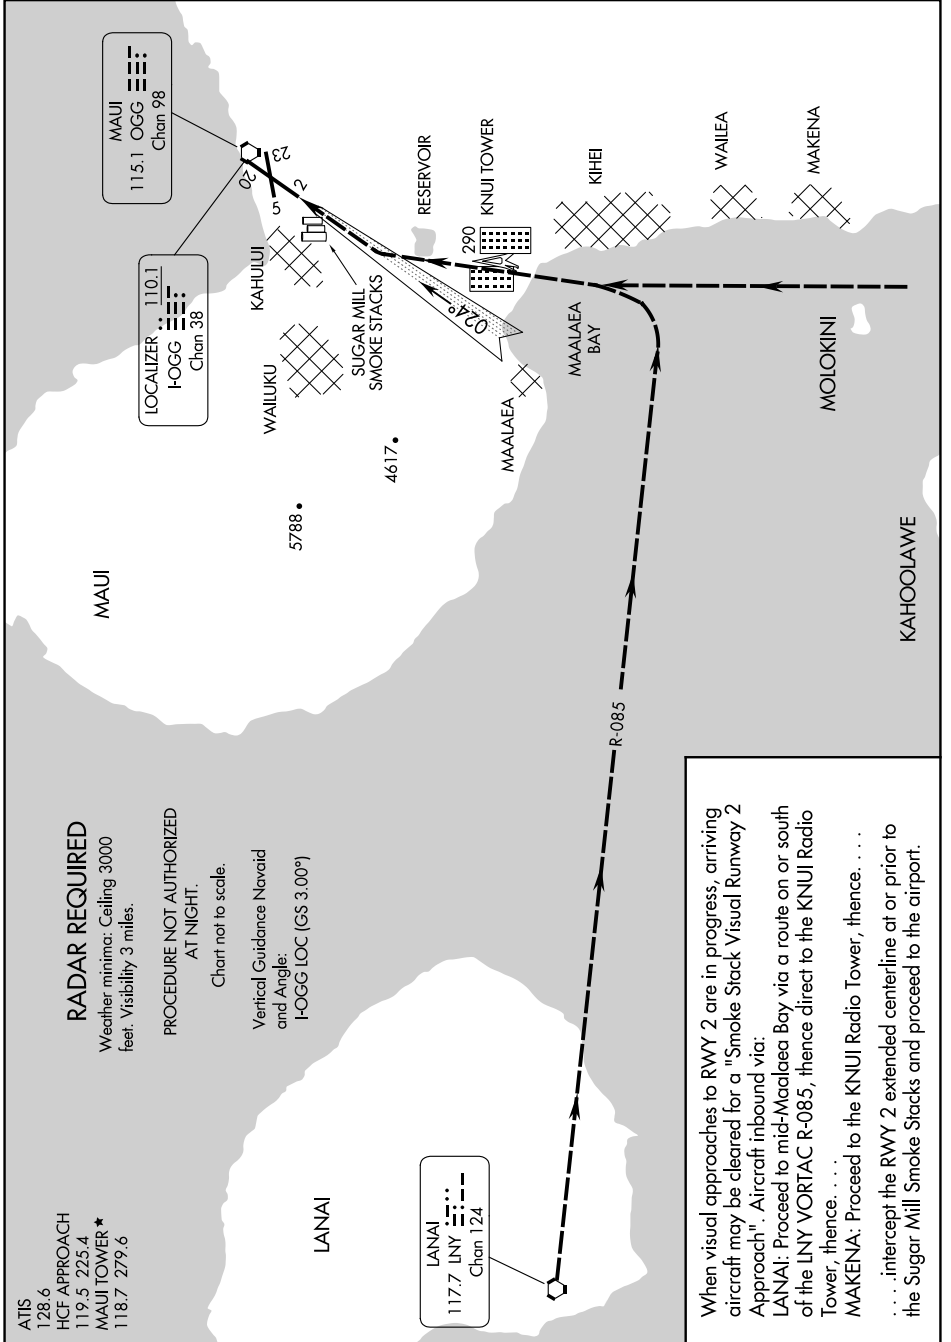 ATIS
128.6
HCF APPROACH
119.5 225.4
MAUI TOWER★
118.7 279.6
RADAR REQUIRED
Weather minima: Ceiling 3000
feet. Visibility 3 miles.
PROCEDURE NOT AUTHORIZED
AT NIGHT.
Chart not to scale.
Vertical Guidance Navaid
and Angle:
I-OGG LOC (GS 3.00°)
MAUI
MAUI
115.1 OGG
Chan 98
LOCALIZER 110.1
I-OGG
Chan 38
20
23
5
2
KAHULUI
WAILUKU
SUGAR MILL
SMOKE STACKS
RESERVOIR
KNUI TOWER
290
024°
5788
4617
MAALAEA
MAALAEA
BAY
KIHEI
WAILEA
MAKENA
MOLOKINI
KAHOOLAWE
R-085
LANAI
LANAI
117.7 LNY
Chan 124
When visual approaches to RWY 2 are in progress, arriving
aircraft may be cleared for a "Smoke Stack Visual Runway 2
Approach". Aircraft inbound via:
LANAI: Proceed to mid-Maalaea Bay via a route on or south
of the LNY VORTAC R-085, thence direct to the KNUI Radio
Tower, thence. . . .
MAKENA: Proceed to the KNUI Radio Tower, thence. . . .
. . . .intercept the RWY 2 extended centerline at or prior to
the Sugar Mill Smoke Stacks and proceed to the airport.